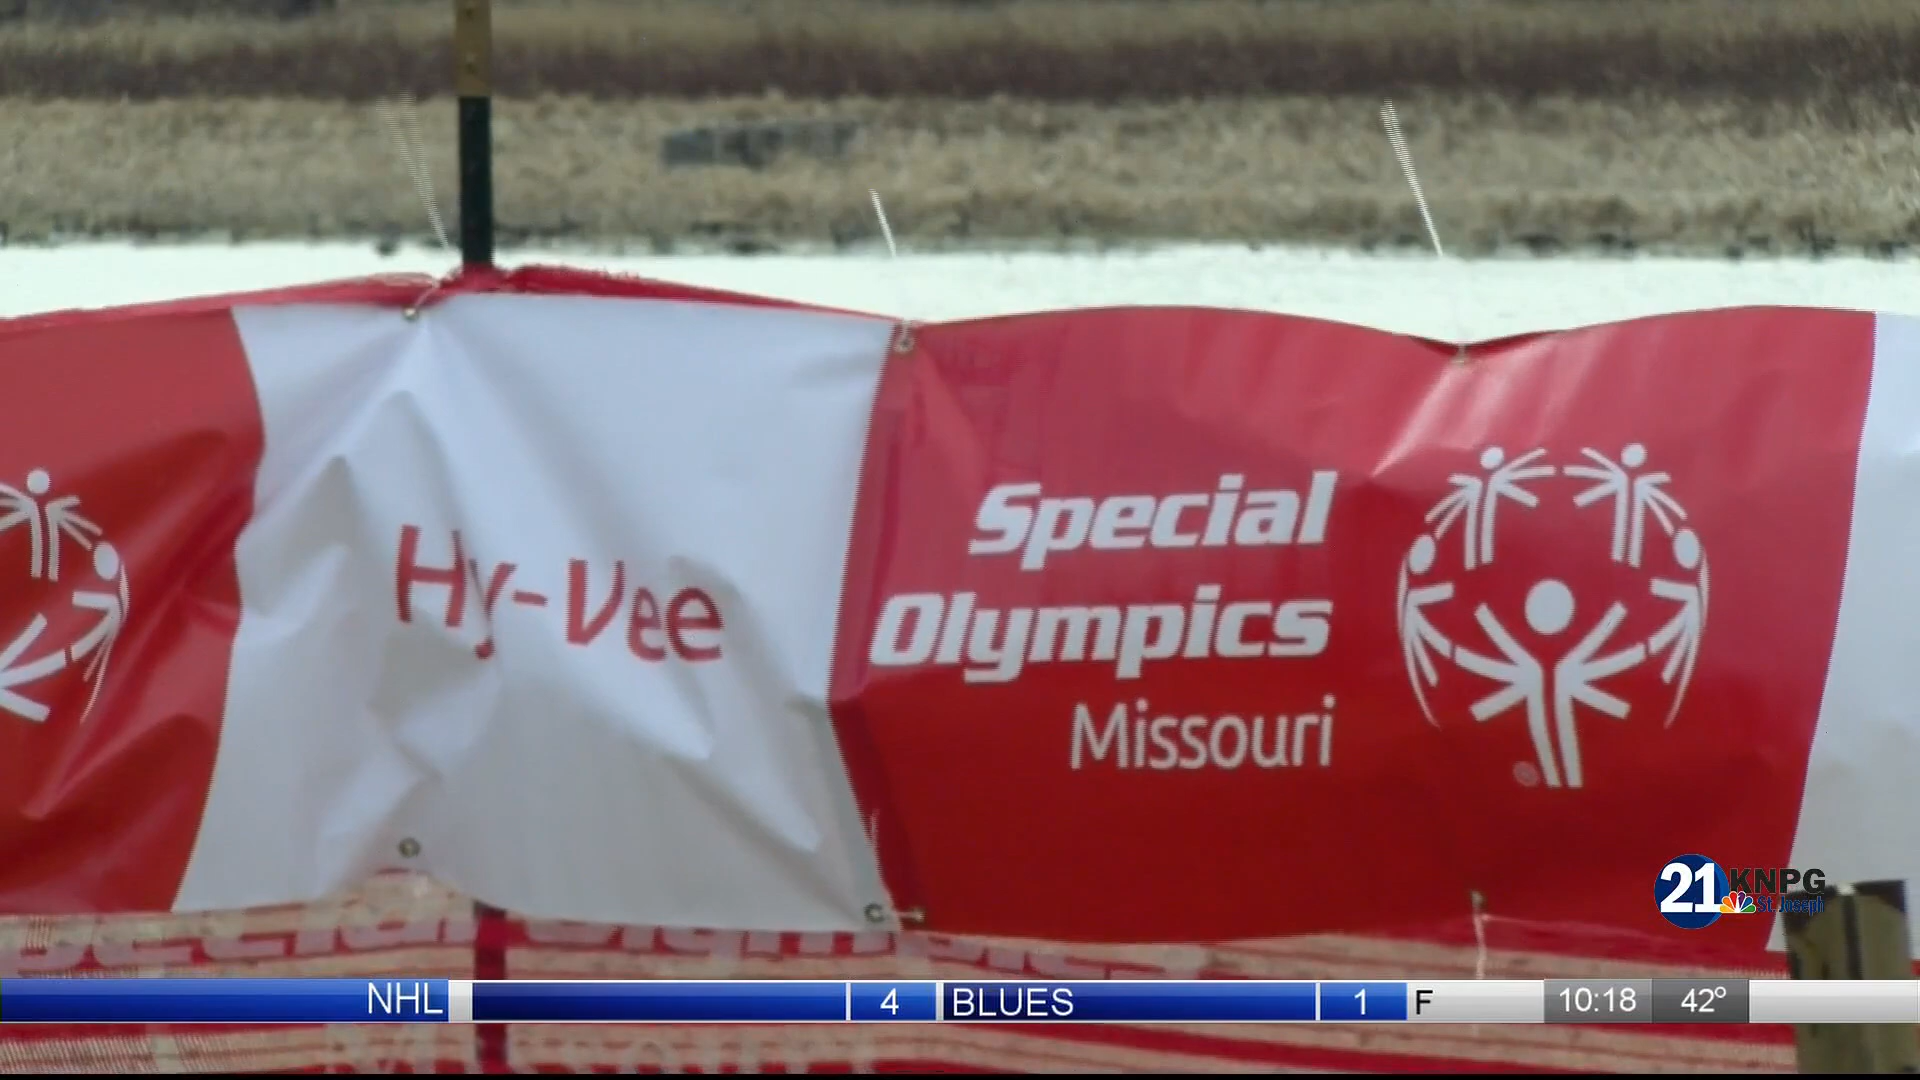 Hy-Vee
Special
Olympics
Missouri
®
21 KNPG
St. Joseph
NHL 4 BLUES 1 F 10:18 42°